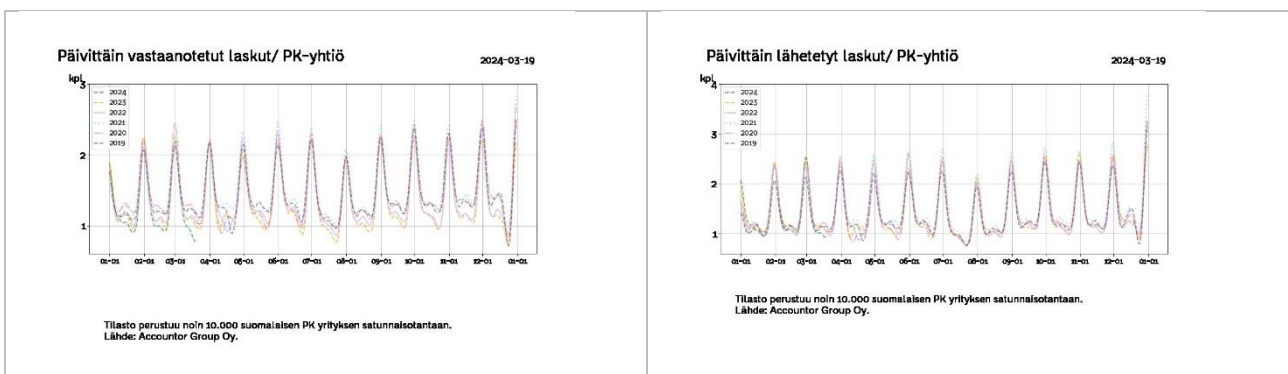 Päivittäin vastaanotetut laskut/ PK-yhtiö
2024-03-19
kpl
3
2
1
2024
2023
2022
2021
2020
2019
01-01 02-01 03-01 04-01 05-01 06-01 07-01 08-01 09-01 10-01 11-01 12-01 01-01
Tilasto perustuu noin 10.000 suomalaisen PK yrityksen satunnaisotantaan.
Lähde: Accountor Group Oy.
Päivittäin lähetetyt laskut/ PK-yhtiö
2024-03-19
kpl
4
3
2
1
2024
2023
2022
2021
2020
2019
01-01 02-01 03-01 04-01 05-01 06-01 07-01 08-01 09-01 10-01 11-01 12-01 01-01
Tilasto perustuu noin 10.000 suomalaisen PK yrityksen satunnaisotantaan.
Lähde: Accountor Group Oy.